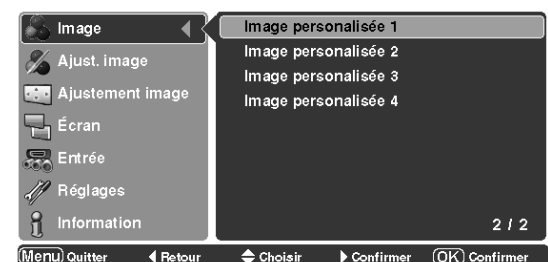 Image
Ajust. image
Ajustement image
Écran
Entrée
Réglages
Information
Image personalisée 1
Image personalisée 2
Image personalisée 3
Image personalisée 4
2 / 2
Menu Quitter Retour Choisir Confirmer OK Confirmer